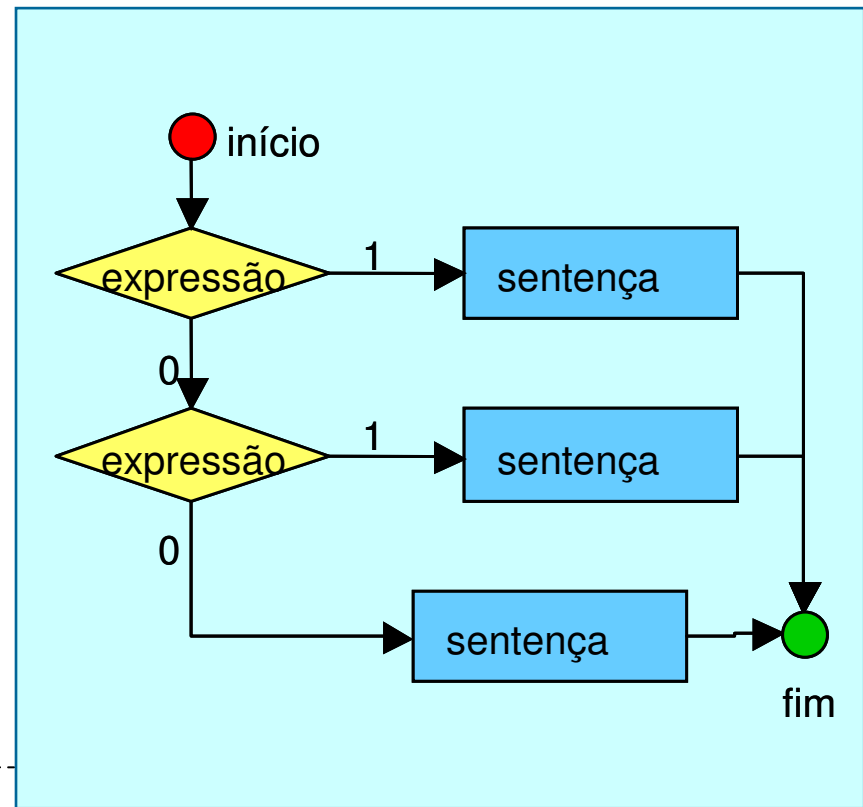 início
expressão
1
sentença
0
expressão
1
sentença
0
sentença
fim